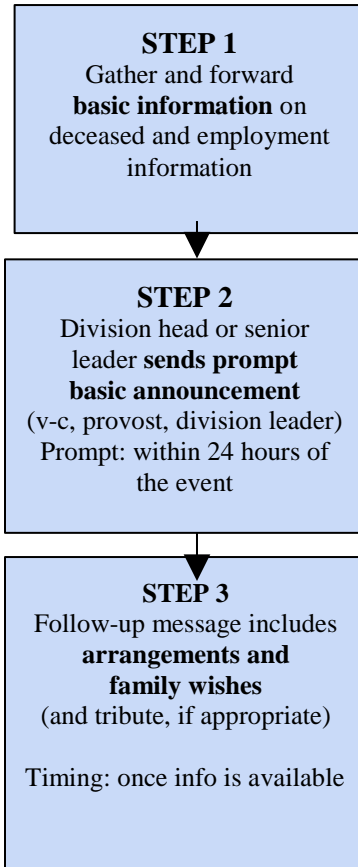 STEP 1
Gather and forward
basic information on
deceased and employment
information
STEP 2
Division head or senior
leader sends prompt
basic announcement
(v-c, provost, division leader)
Prompt: within 24 hours of
the event
STEP 3
Follow-up message includes
arrangements and
family wishes
(and tribute, if appropriate)
Timing: once info is available